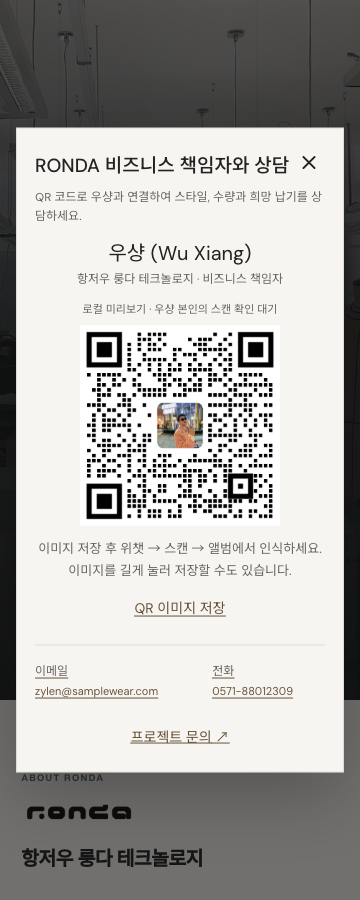 RONDA 비즈니스 책임자와 상담 ×
QR 코드로 우샹과 연결하여 스타일, 수량과 희망 납기를 상
담하세요.
우샹 (Wu Xiang)
항저우 룽다 테크놀로지 · 비즈니스 책임자
로컬 미리보기 · 우샹 본인의 스캔 확인 대기
이미지 저장 후 위챗 → 스캔 → 앨범에서 인식하세요.
이미지를 길게 눌러 저장할 수도 있습니다.
QR 이미지 저장
이메일 전화
zylen@samplewear.com 0571-88012309
프로젝트 문의 ↗
ABOUT RONDA
ronda
항저우 룽다 테크놀로지